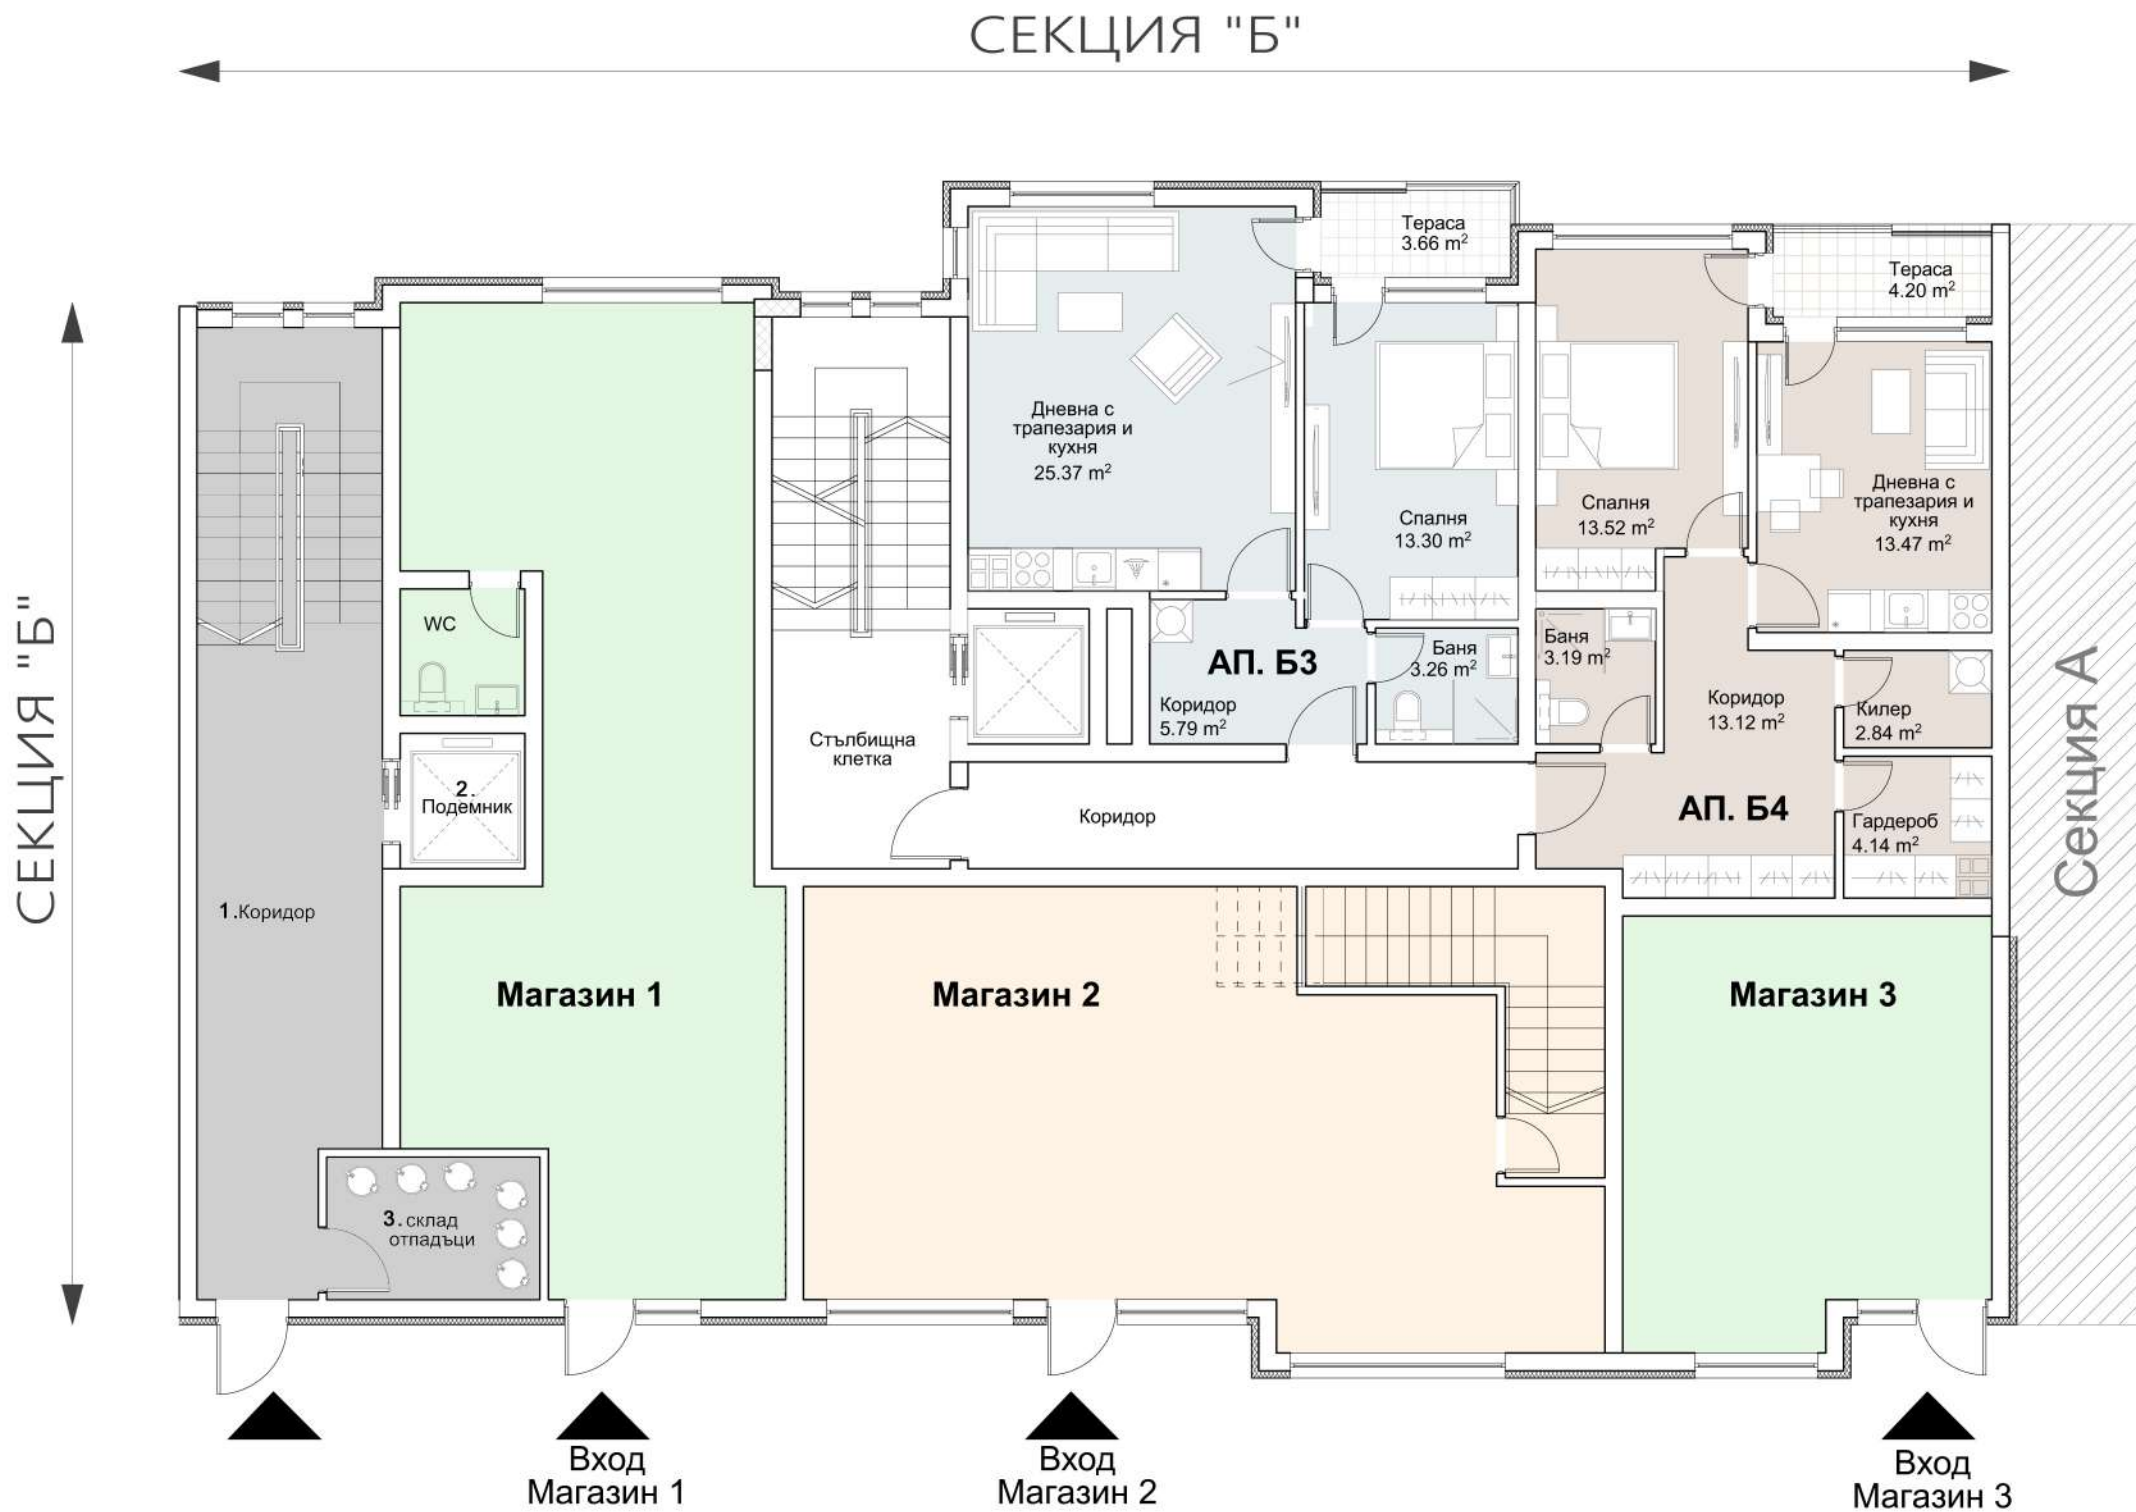 СЕКЦИЯ "Б"
СЕКЦИЯ "Б"
Секция А
Тераса
3.66 m²
Тераса
4.20 m²
Дневна с
трапезария и
кухня
25.37 m²
Спалня
13.30 m²
Спалня
13.52 m²
Дневна с
трапезария и
кухня
13.47 m²
WC
АП. Б3
Коридор
5.79 m²
Баня
3.26 m²
Баня
3.19 m²
Коридор
13.12 m²
Килер
2.84 m²
Стълбищна
клетка
2.
Подемник
Коридор
АП. Б4
Гардероб
4.14 m²
1.Коридор
Магазин 1
Магазин 2
Магазин 3
3. склад
отпадъци
Вход
Магазин 1
Вход
Магазин 2
Вход
Магазин 3